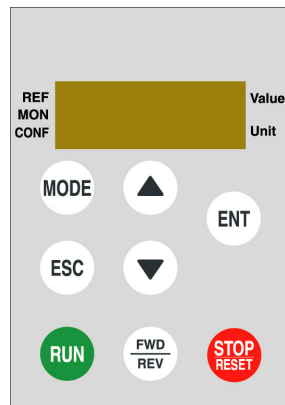 REF
MON
CONF
Value
Unit
MODE
ENT
ESC
RUN
FWD
REV
STOP
RESET